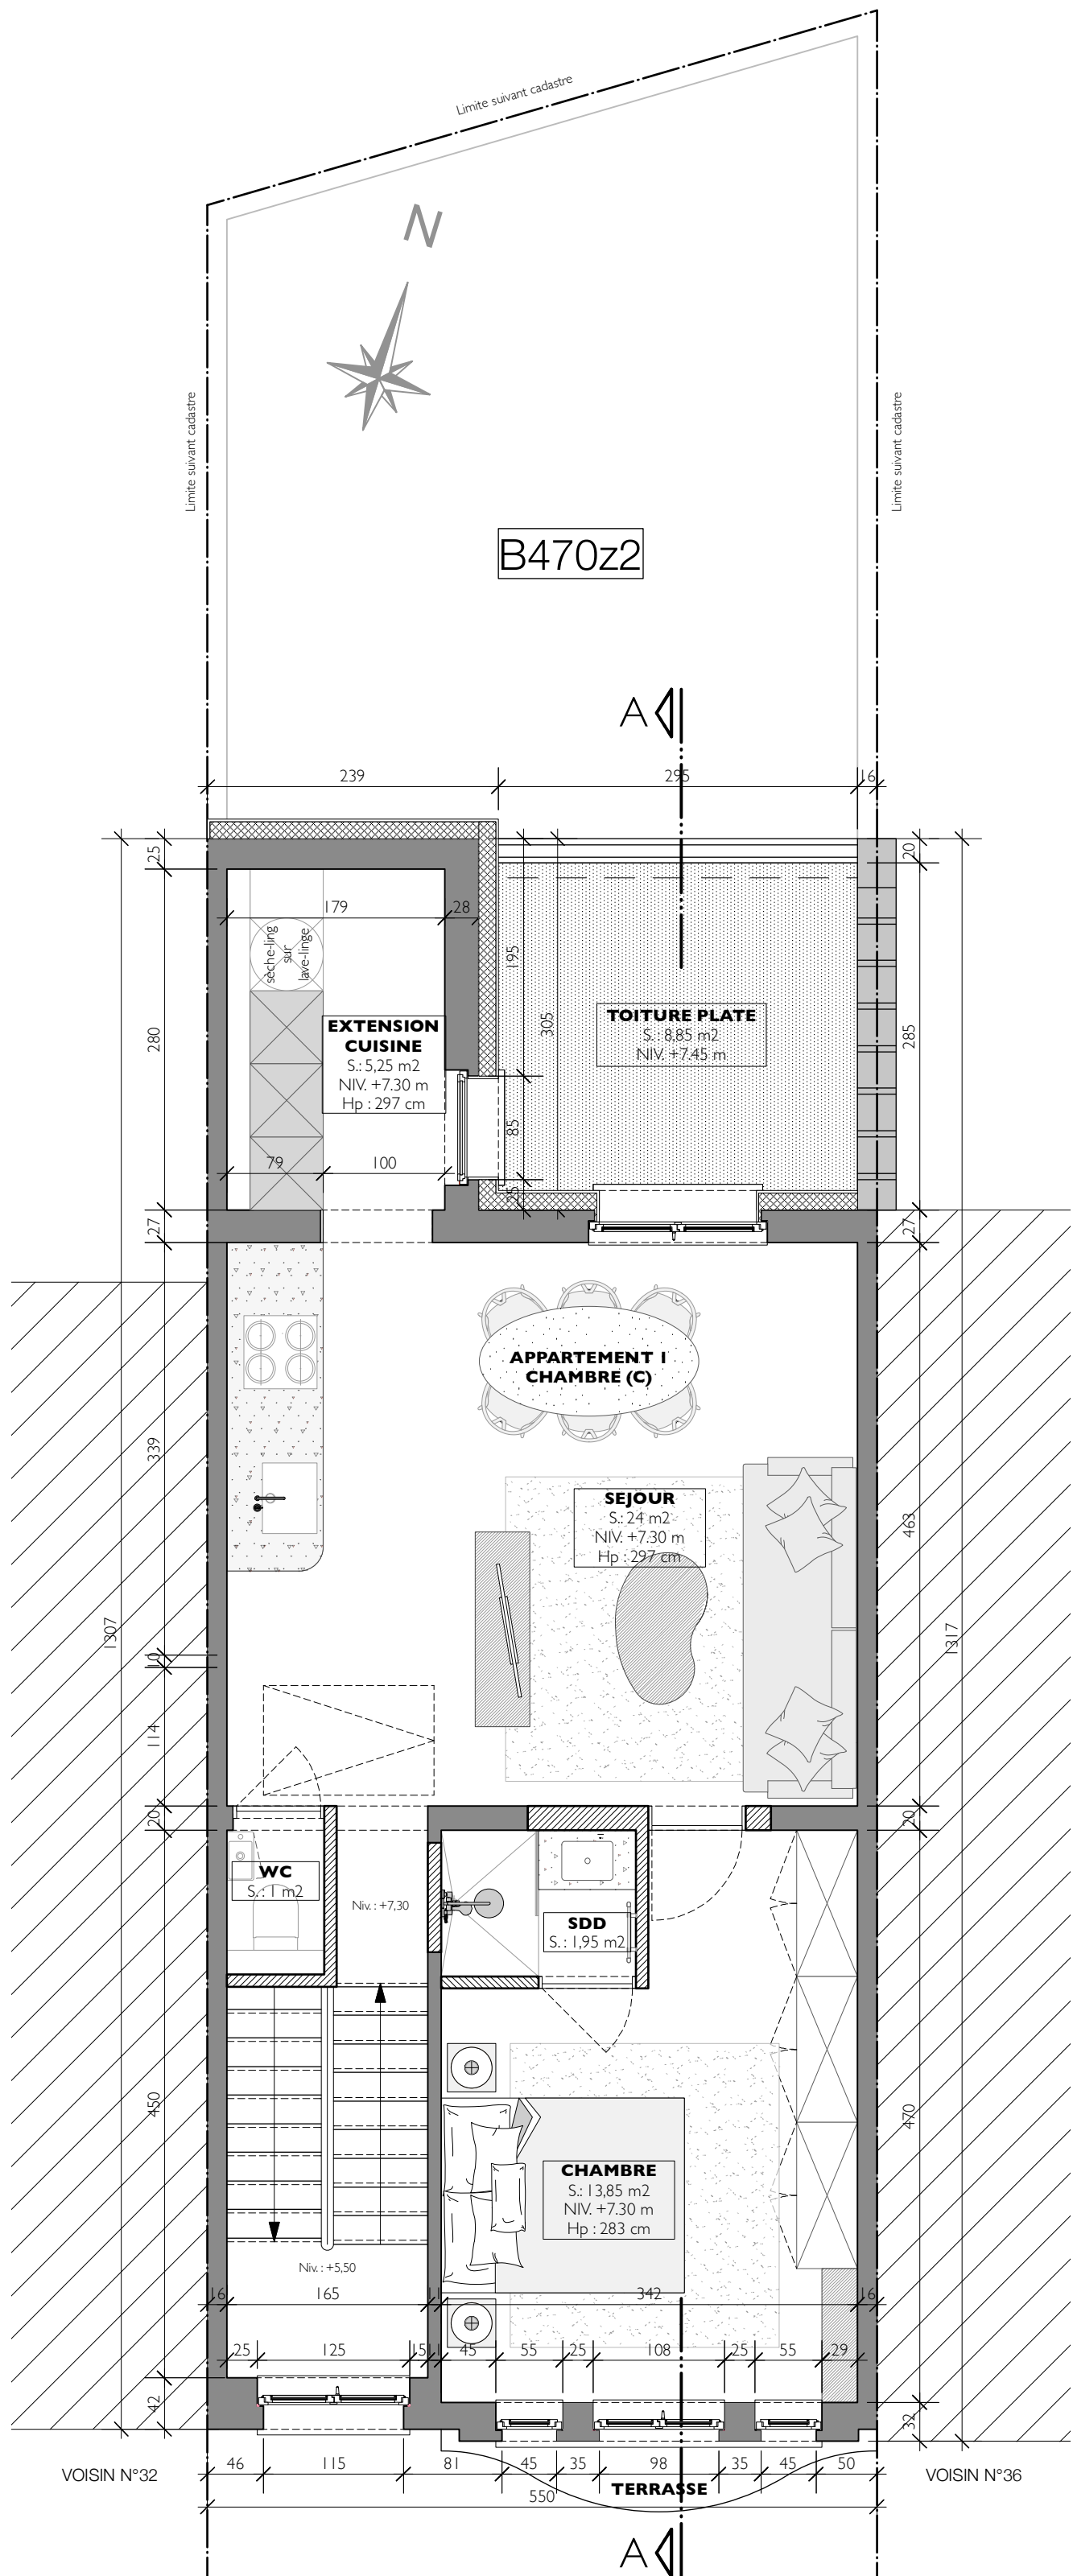 Limite suivant cadastre
N
Limite suivant cadastre
Limite suivant cadastre
B470z2
A
239
295
16
25
20
179
28
sèche-ling
sur
lave-linge
195
305
TOITURE PLATE
S. : 8,85 m2
NIV. +7.45 m
EXTENSION
CUISINE
S.: 5,25 m2
NIV. +7.30 m
Hp : 297 cm
280
285
85
79
100
25
27
27
APPARTEMENT 1
CHAMBRE (C)
339
SEJOUR
S.: 24 m2
NIV. +7.30 m
Hp : 297 cm
463
1307
1317
10
114
20
20
WC
S. : 1 m2
Niv. : +7,30
SDD
S. : 1,95 m2
450
470
CHAMBRE
S.: 13,85 m2
NIV. +7.30 m
Hp : 283 cm
Niv. : +5,50
16
165
11
342
16
25
125
15
45
55
25
108
25
55
29
42
32
46
115
81
45
35
98
35
45
50
VOISIN N°32
TERRASSE
VOISIN N°36
550
A